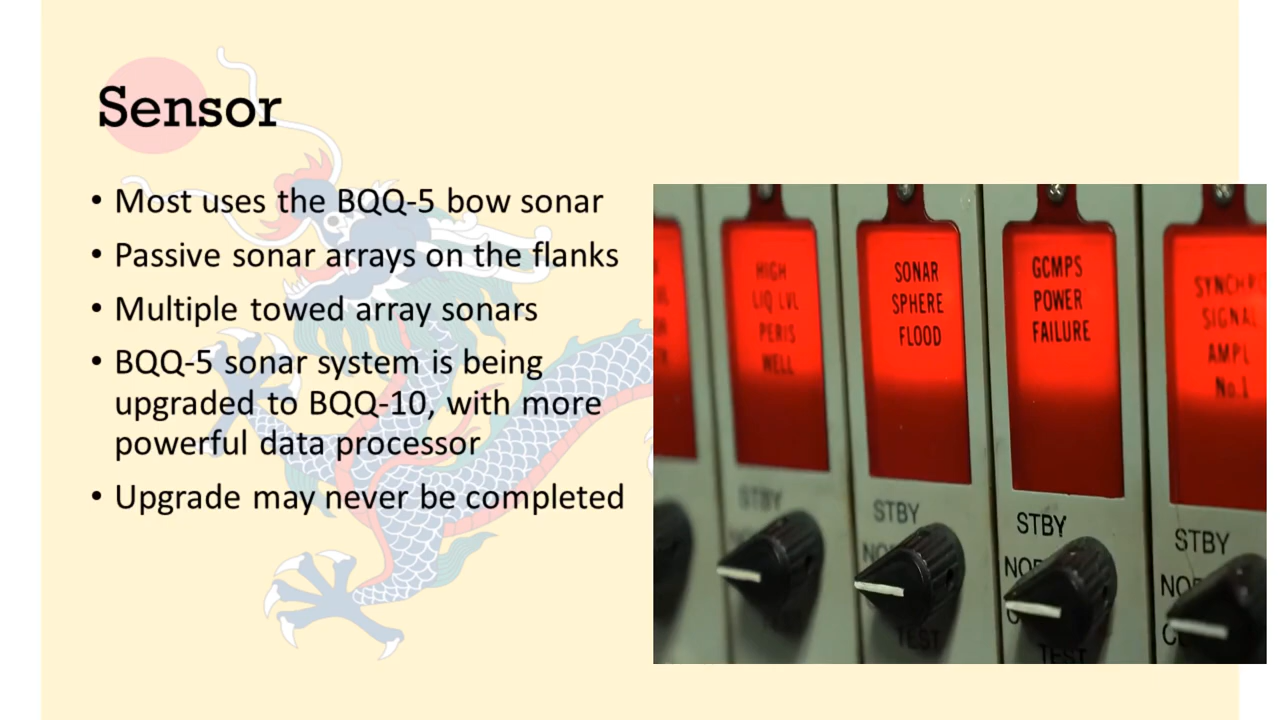 Sensor
• Most uses the BQQ-5 bow sonar
• Passive sonar arrays on the flanks
• Multiple towed array sonars
• BQQ-5 sonar system is being
upgraded to BQQ-10, with more
powerful data processor
• Upgrade may never be completed
HIGH
LIQ LVL
PERIS
WELL
STBY
SONAR
SPHERE
FLOOD
STBY
TEST
GCMPS
POWER
FAILURE
STBY
TEST
SIGNAL
AMPL
No.1
STBY